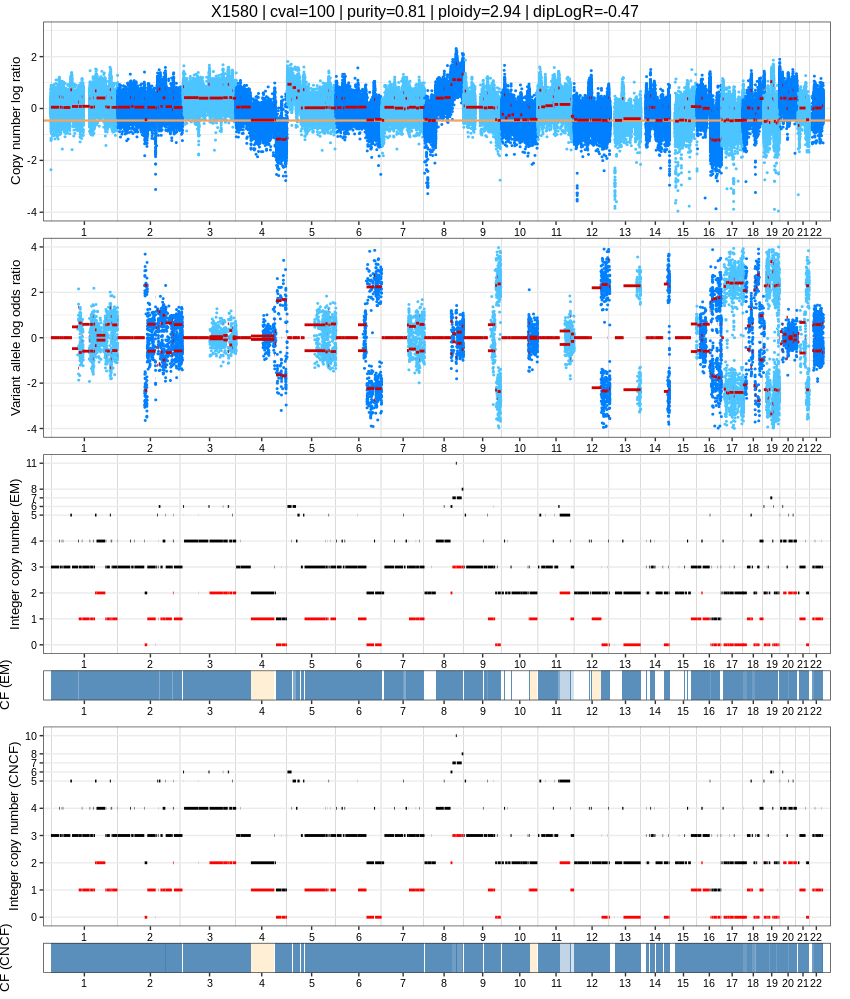 X1580 | cval=100 | purity=0.81 | ploidy=2.94 | dipLogR=-0.47
Copy number log ratio
2
0
-2
-4
1 2 3 4 5 6 7 8 9 10 11 12 13 14 15 16 17 18 19 20 21 22
Variant allele log odds ratio
4
2
0
-2
-4
1 2 3 4 5 6 7 8 9 10 11 12 13 14 15 16 17 18 19 20 21 22
Integer copy number (EM)
11
8
7
6
5
4
3
2
1
0
1 2 3 4 5 6 7 8 9 10 11 12 13 14 15 16 17 18 19 20 21 22
CF (EM)
1 2 3 4 5 6 7 8 9 10 11 12 13 14 15 16 17 18 19 20 21 22
Integer copy number (CNCF)
10
8
7
6
5
4
3
2
1
0
1 2 3 4 5 6 7 8 9 10 11 12 13 14 15 16 17 18 19 20 21 22
CF (CNCF)
1 2 3 4 5 6 7 8 9 10 11 12 13 14 15 16 17 18 19 20 21 22